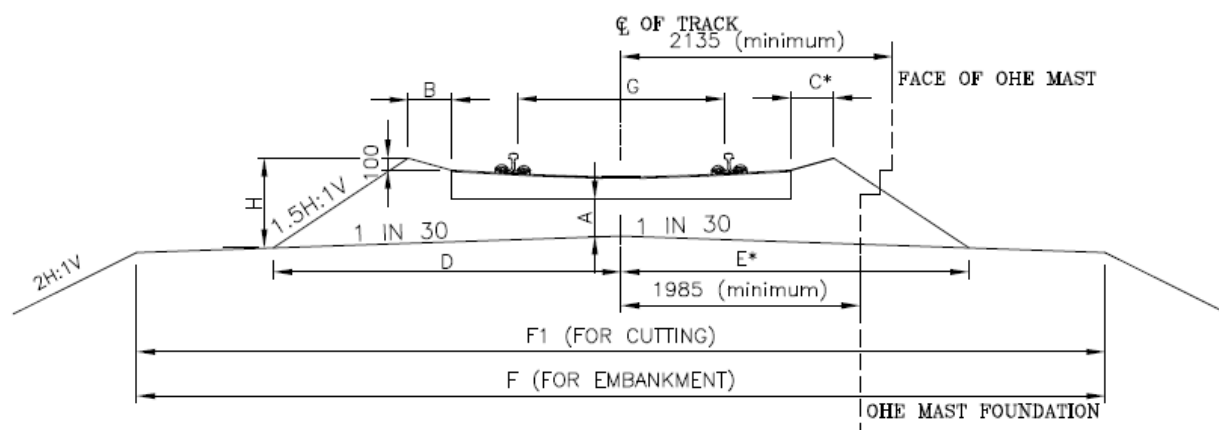 ℄ OF TRACK
2135 (minimum)
FACE OF OHE MAST
B
G
C*
100
H
1.5H:1V
A
1 IN 30
1 IN 30
2H:1V
D
E*
1985 (minimum)
F1 (FOR CUTTING)
F (FOR EMBANKMENT)
OHE MAST FOUNDATION